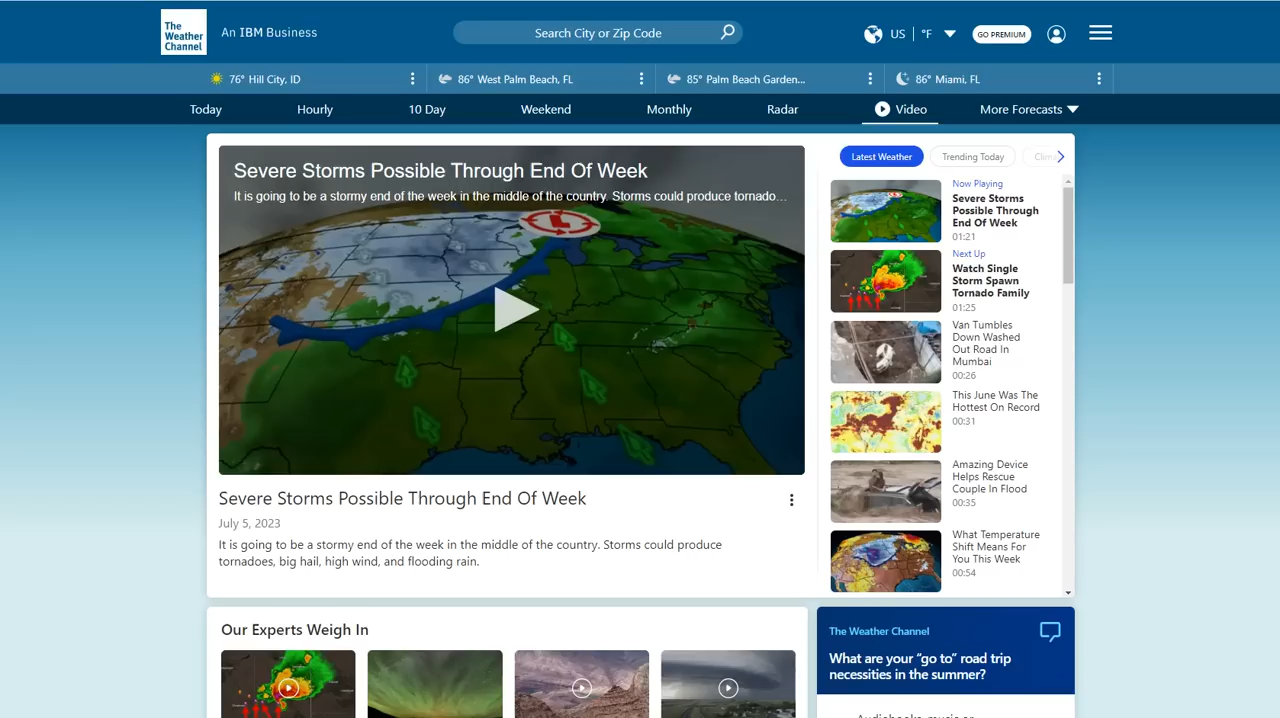 The
Weather
Channel
An IBM Business
Search City or Zip Code
US
°F
GO PREMIUM
76° Hill City, ID
86° West Palm Beach, FL
85° Palm Beach Garden...
86° Miami, FL
Today
Hourly
10 Day
Weekend
Monthly
Radar
Video
More Forecasts
Severe Storms Possible Through End Of Week
It is going to be a stormy end of the week in the middle of the country. Storms could produce tornado...
Severe Storms Possible Through End Of Week
July 5, 2023
It is going to be a stormy end of the week in the middle of the country. Storms could produce
tornadoes, big hail, high wind, and flooding rain.
Latest Weather
Trending Today
Clima
Now Playing
Severe Storms
Possible Through
End Of Week
01:21
Next Up
Watch Single
Storm Spawn
Tornado Family
01:25
Van Tumbles
Down Washed
Out Road In
Mumbai
00:26
This June Was The
Hottest On Record
00:31
Amazing Device
Helps Rescue
Couple In Flood
00:35
What Temperature
Shift Means For
You This Week
00:54
Our Experts Weigh In
The Weather Channel
What are your “go to” road trip
necessities in the summer?
Audiobooks, music or